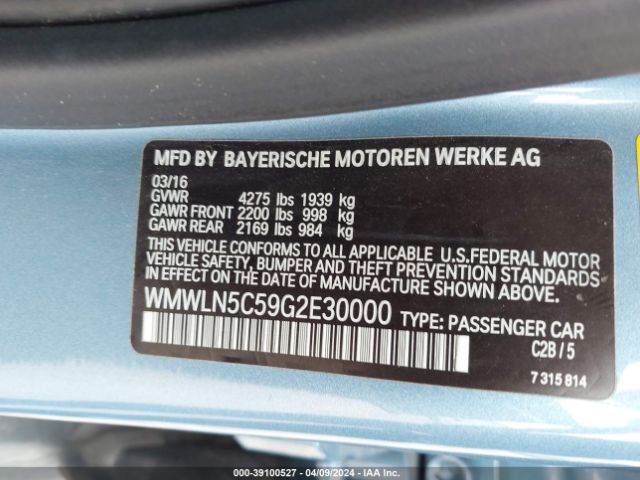 MFD BY BAYERISCHE MOTOREN WERKE AG
03/16
GVWR 4275 lbs 1939 kg
GAWR FRONT 2200 lbs 998 kg
GAWR REAR 2169 lbs 984 kg
THIS VEHICLE CONFORMS TO ALL APPLICABLE U.S.FEDERAL MOTOR
VEHICLE SAFETY, BUMPER AND THEFT PREVENTION STANDARDS
IN EFFECT ON THE DATE OF MANUFACTURE SHOWN ABOVE.
WMWLN5C59G2E30000 TYPE: PASSENGER CAR
C2B / 5
7 315 814
000-39100527 - 04/09/2024 - IAA Inc.